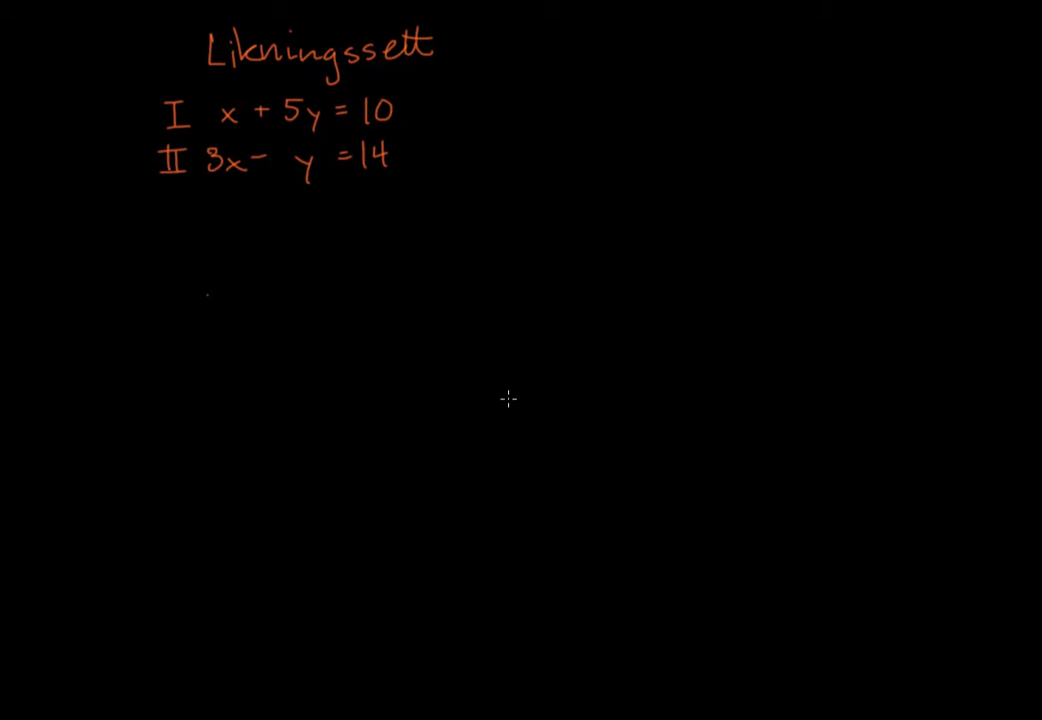 Likningssett
I x + 5y = 10
II 3x - y = 14